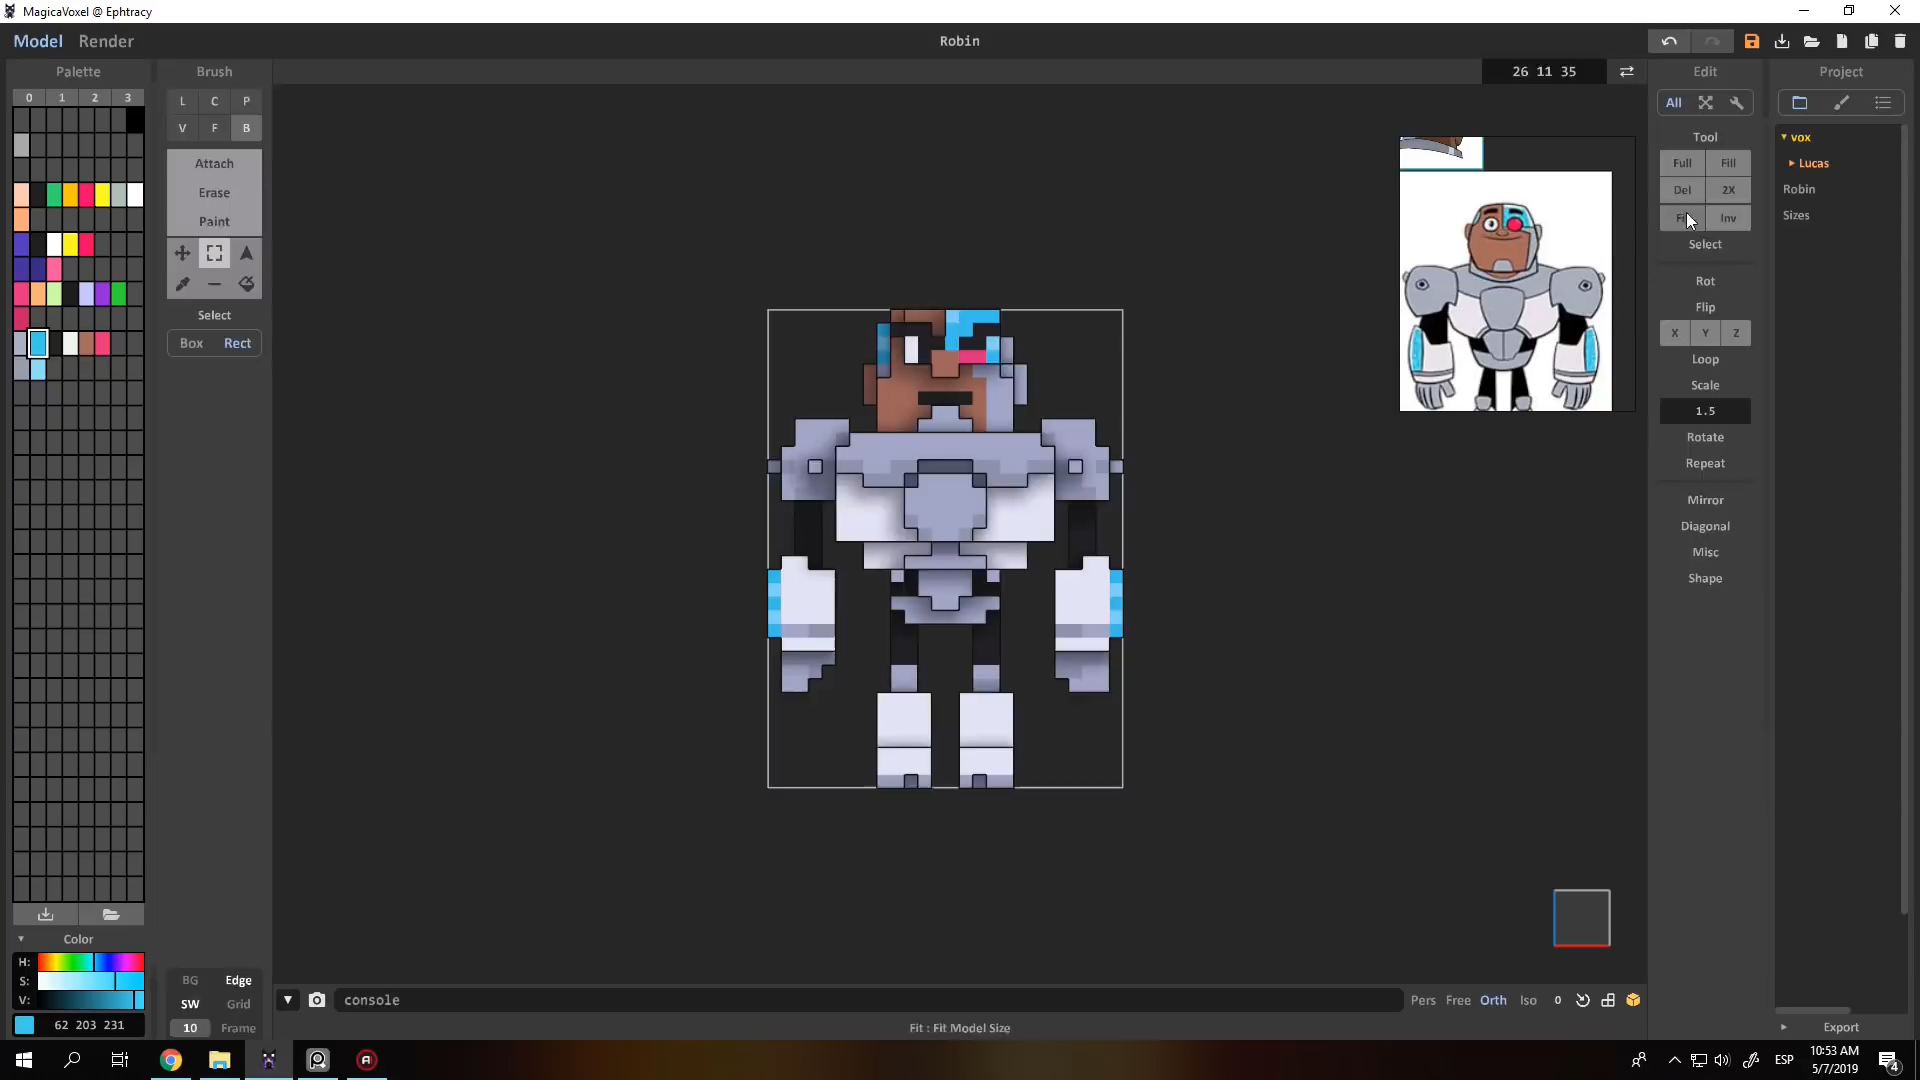 MagicaVoxel @ Ephtracy
Model Render
Robin
Palette
Brush
26 11 35
Edit
Project
0 1 2 3
L C P
V F B
All
Attach
Erase
Paint
Tool
Full Fill
Del 2X
Inv
Select
vox
Lucas
Robin
Sizes
Select
Box Rect
Rot
Flip
X Y Z
Loop
Scale
1.5
Rotate
Repeat
Mirror
Diagonal
Misc
Shape
Color
H:
S:
V:
62 203 231
BG Edge
SW Grid
10 Frame
console
Pers Free Orth Iso 0
Fit : Fit Model Size
Export
ESP
10:53 AM
5/7/2019
4